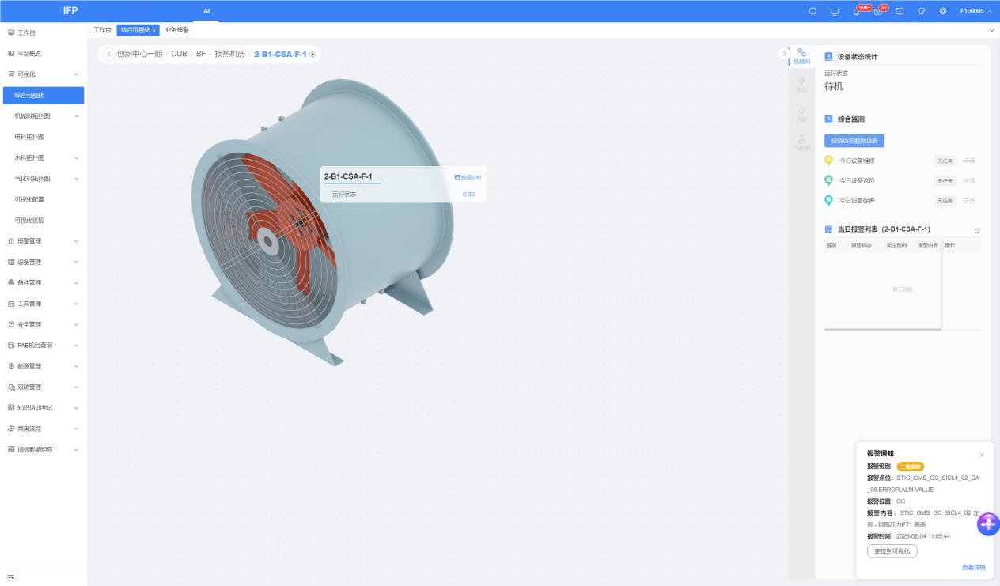 IFP
All
999+
30
F100005
工作台
平台概览
可视化
综合可视化
机械科拓扑图
电科拓扑图
水科拓扑图
气化科拓扑图
可视化配置
可视化巡检
报警管理
设备管理
备件管理
工具管理
安全管理
FAB机台查询
能源管理
双碳管理
知识培训考试
常用流程
指标影响矩阵
工作台 综合可视化 × 业务报警
创新中心一期 / CUB / BF / 换热机房 / 2-B1-CSA-F-1
2-B1-CSA-F-1 数据分析
运行状态 0.00
机械科
电科
水科
气化科
设备状态统计
运行状态
待机
综合监测
设备历史数据查看
今日设备维修 无任务 详情
今日设备巡检 无任务 详情
保 今日设备保养 无任务 详情
当日报警列表（2-B1-CSA-F-1）
级别 报警状态 发生时间 报警内容 操作
暂无数据
报警通知
报警级别： 三级报警
报警点位：STIC_GMS_GC_SICL4_02_DA
_06.ERROR.ALM.VALUE
报警位置：GC
报警内容：STIC_GMS_GC_SICL4_02 左
侧 - 钢瓶压力PT1 高高
报警时间：2026-02-04 11:05:44
定位到可视化
查看详情